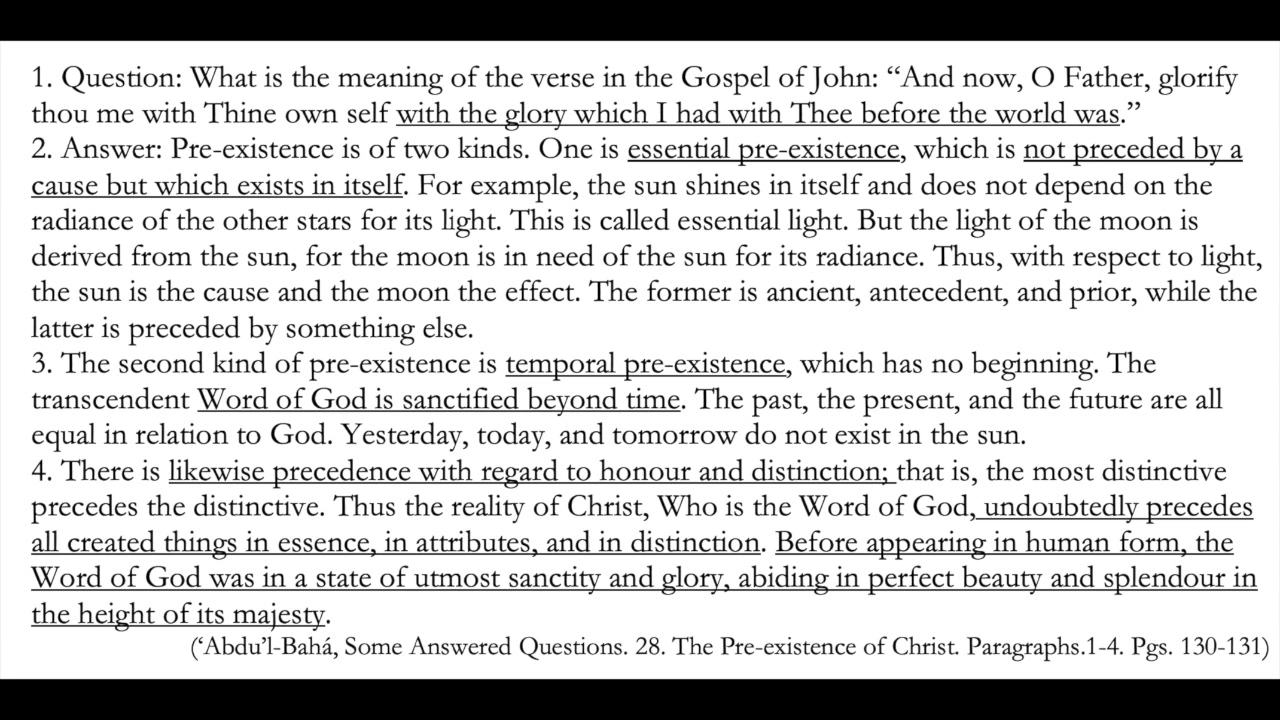 1. Question: What is the meaning of the verse in the Gospel of John: “And now, O Father, glorify
thou me with Thine own self with the glory which I had with Thee before the world was.”
2. Answer: Pre-existence is of two kinds. One is essential pre-existence, which is not preceded by a
cause but which exists in itself. For example, the sun shines in itself and does not depend on the
radiance of the other stars for its light. This is called essential light. But the light of the moon is
derived from the sun, for the moon is in need of the sun for its radiance. Thus, with respect to light,
the sun is the cause and the moon the effect. The former is ancient, antecedent, and prior, while the
latter is preceded by something else.
3. The second kind of pre-existence is temporal pre-existence, which has no beginning. The
transcendent Word of God is sanctified beyond time. The past, the present, and the future are all
equal in relation to God. Yesterday, today, and tomorrow do not exist in the sun.
4. There is likewise precedence with regard to honour and distinction; that is, the most distinctive
precedes the distinctive. Thus the reality of Christ, Who is the Word of God, undoubtedly precedes
all created things in essence, in attributes, and in distinction. Before appearing in human form, the
Word of God was in a state of utmost sanctity and glory, abiding in perfect beauty and splendour in
the height of its majesty.
(‘Abdu’l-Bahá, Some Answered Questions. 28. The Pre-existence of Christ. Paragraphs.1-4. Pgs. 130-131)